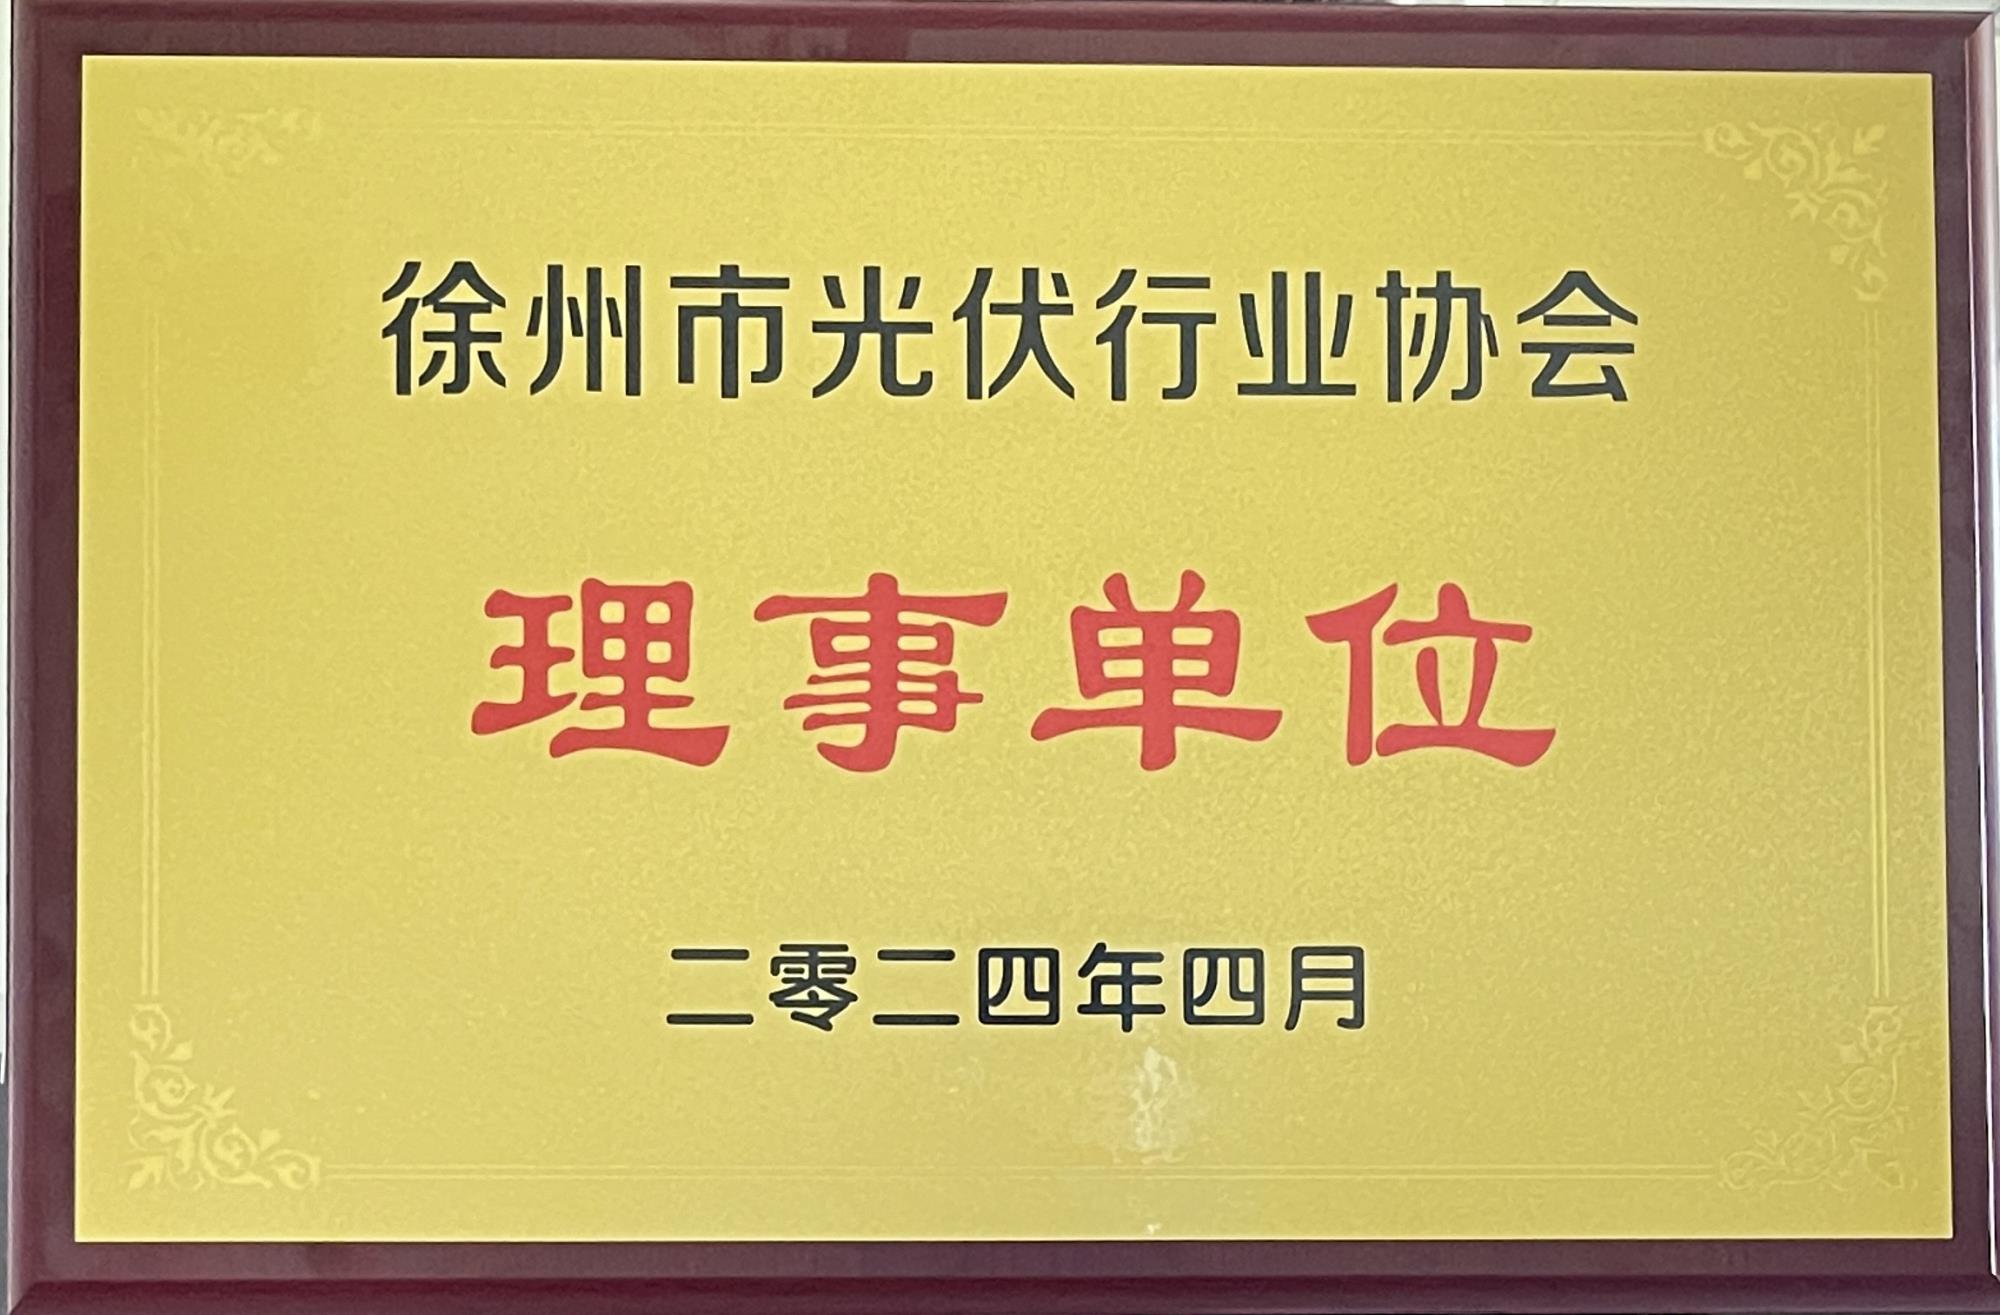 徐州市光伏行业协会
理事单位
二零二四年四月